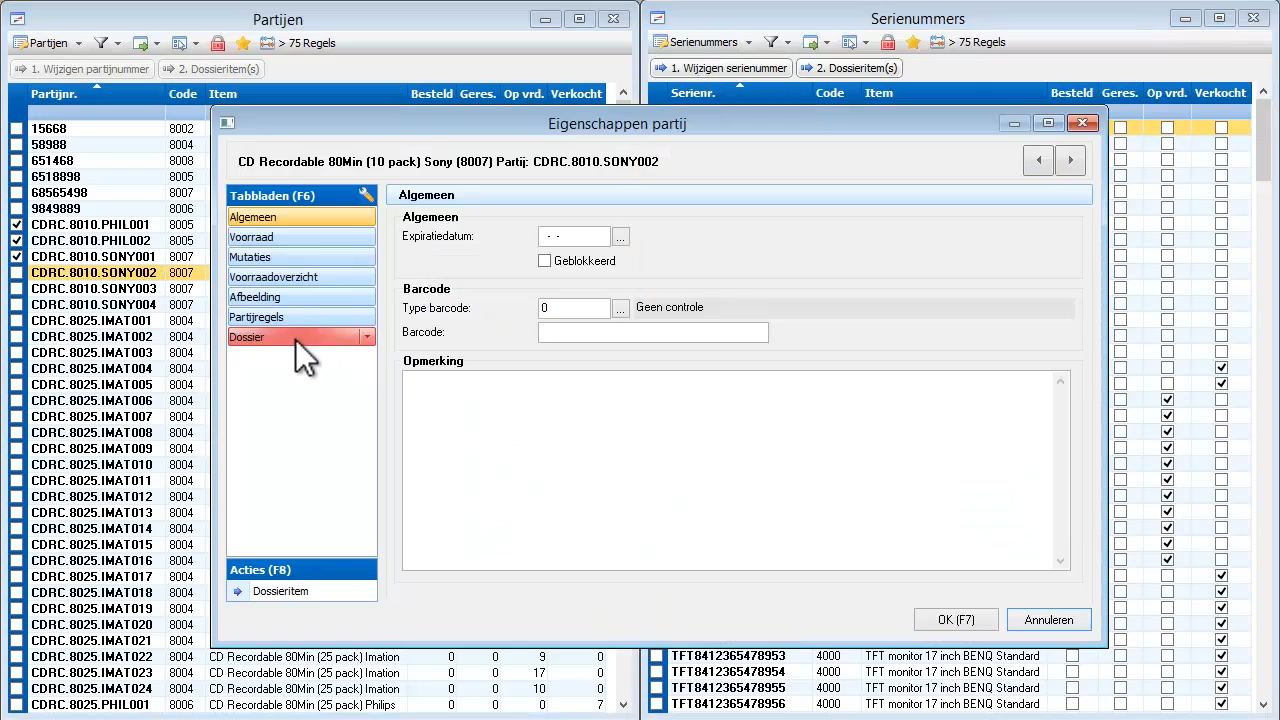 Partijen
Partijen > 75 Regels
1. Wijzigen partijnummer 2. Dossieritem(s)
Partijnr. Code Item Besteld Geres. Op vrd. Verkocht
15668 8002
58988 8004
651468 8008
6518898 8005
68565498 8007
9849889 8006
CDRC.8010.PHIL001 8005
CDRC.8010.PHIL002 8005
CDRC.8010.SONY001 8007
CDRC.8010.SONY002 8007
CDRC.8010.SONY003 8007
CDRC.8010.SONY004 8007
CDRC.8025.IMAT001 8004
CDRC.8025.IMAT002 8004
CDRC.8025.IMAT003 8004
CDRC.8025.IMAT004 8004
CDRC.8025.IMAT005 8004
CDRC.8025.IMAT006 8004
CDRC.8025.IMAT007 8004
CDRC.8025.IMAT008 8004
CDRC.8025.IMAT009 8004
CDRC.8025.IMAT010 8004
CDRC.8025.IMAT011 8004
CDRC.8025.IMAT012 8004
CDRC.8025.IMAT013 8004
CDRC.8025.IMAT014 8004
CDRC.8025.IMAT015 8004
CDRC.8025.IMAT016 8004
CDRC.8025.IMAT017 8004
CDRC.8025.IMAT018 8004
CDRC.8025.IMAT019 8004
CDRC.8025.IMAT020 8004
CDRC.8025.IMAT021 8004
CDRC.8025.IMAT022 8004 CD Recordable 80Min (25 pack) Imation 0 0 9 0
CDRC.8025.IMAT023 8004 CD Recordable 80Min (25 pack) Imation 0 0 17 0
CDRC.8025.IMAT024 8004 CD Recordable 80Min (25 pack) Imation 0 0 10 0
CDRC.8025.PHIL001 8006 CD Recordable 80Min (25 pack) Philips 0 0 0 7
Serienummers
Serienummers > 75 Regels
1. Wijzigen serienummer 2. Dossieritem(s)
Serienr. Code Item Besteld Geres. Op vrd. Verkocht
TFT8412365478953 4000 TFT monitor 17 inch BENQ Standard
TFT8412365478954 4000 TFT monitor 17 inch BENQ Standard
TFT8412365478955 4000 TFT monitor 17 inch BENQ Standard
TFT8412365478956 4000 TFT monitor 17 inch BENQ Standard
Eigenschappen partij
CD Recordable 80Min (10 pack) Sony (8007) Partij: CDRC.8010.SONY002
Tabbladen (F6)
Algemeen
Voorraad
Mutaties
Voorraadoverzicht
Afbeelding
Partijregels
Dossier
Acties (F8)
Dossieritem
Algemeen
Algemeen
Expiratiedatum: - - ...
Geblokkeerd
Barcode
Type barcode: 0 ... Geen controle
Barcode:
Opmerking
OK (F7) Annuleren